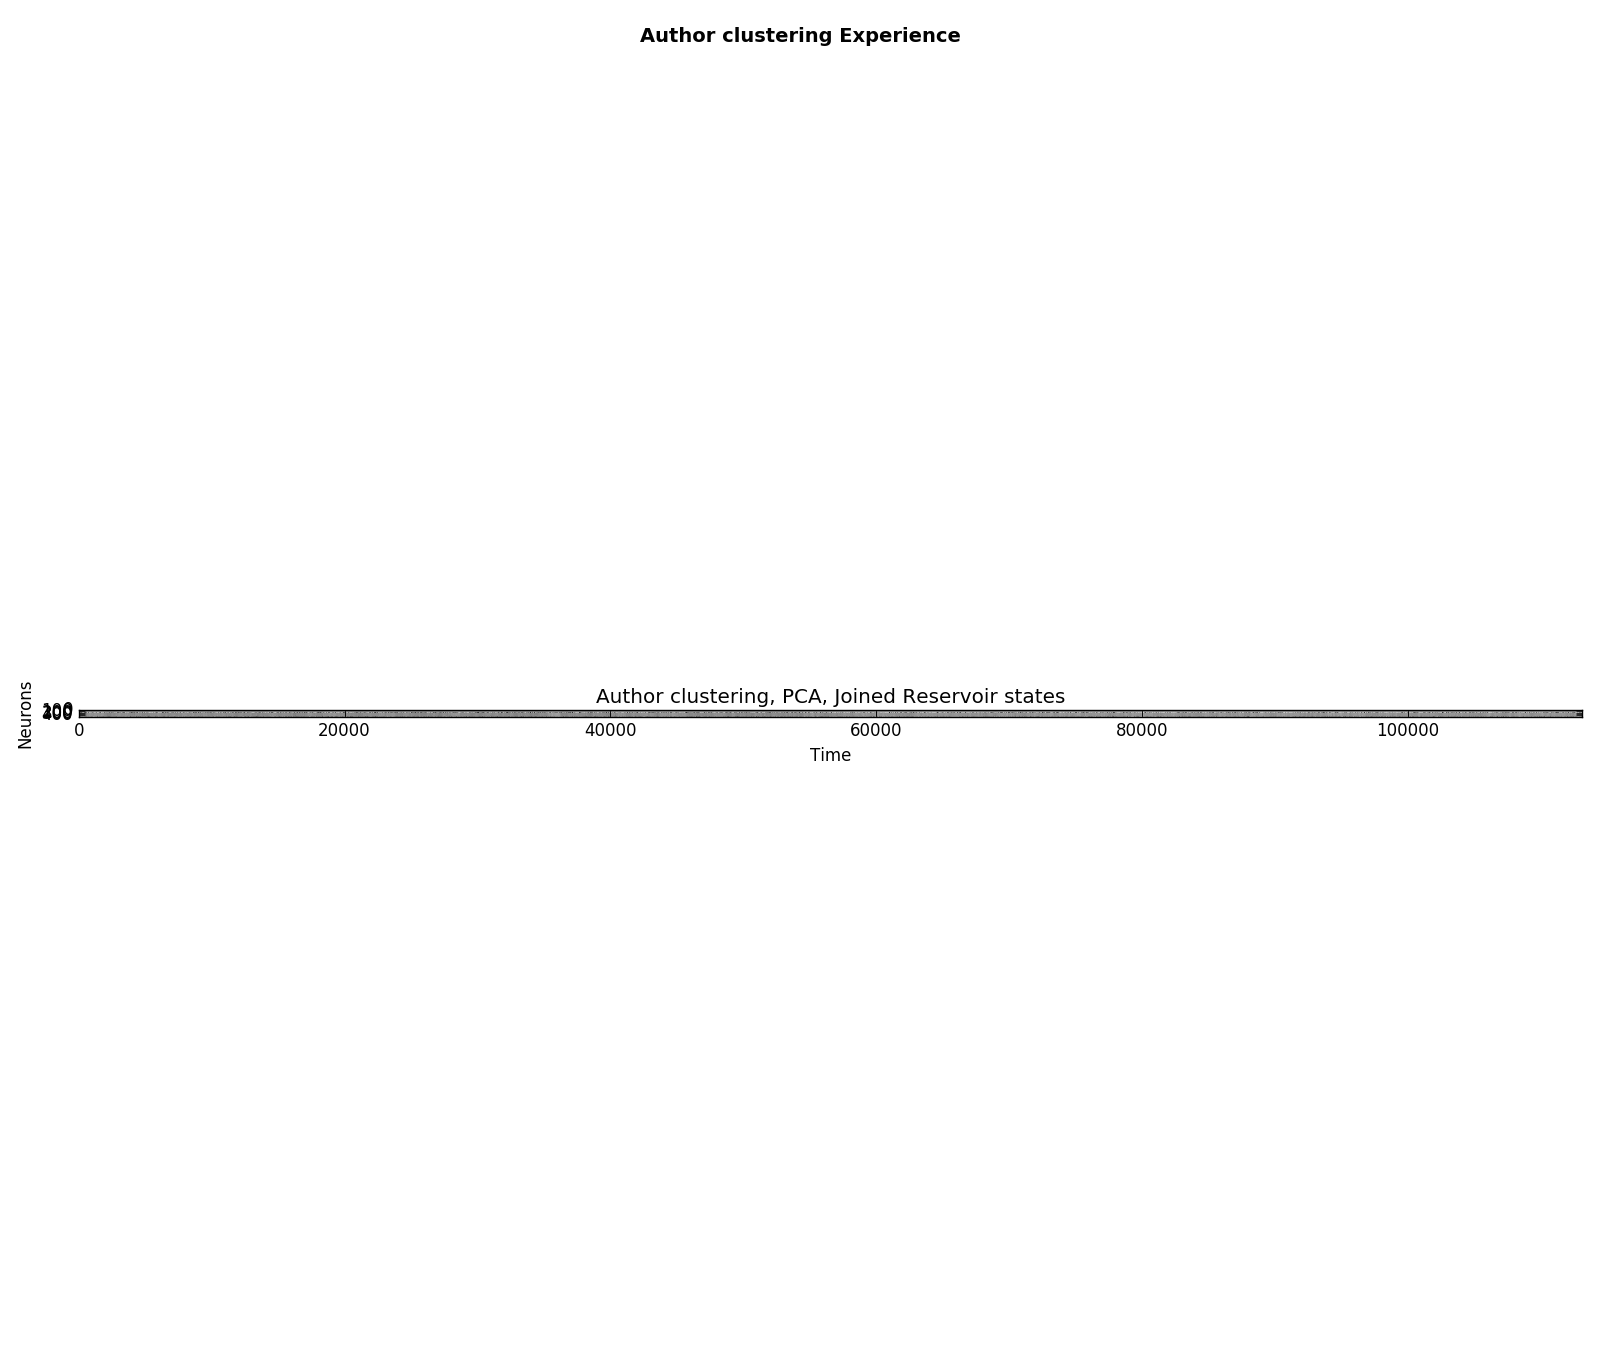 Author clustering Experience
Author clustering, PCA, Joined Reservoir states
Neurons
0 20000 40000 60000 80000 100000
Time